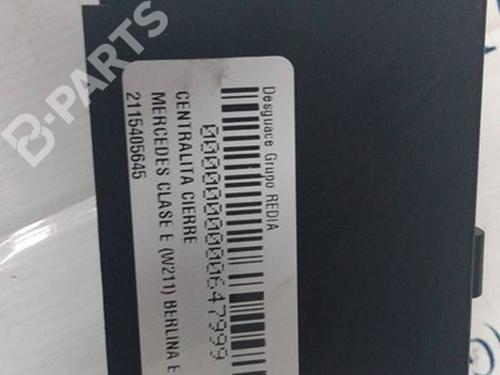 B-PARTS
Desguace Grupo REDIA
0000000000647999
CENTRALITA CIERRE
MERCEDES CLASE E (W211) BERLINA E
2115405645